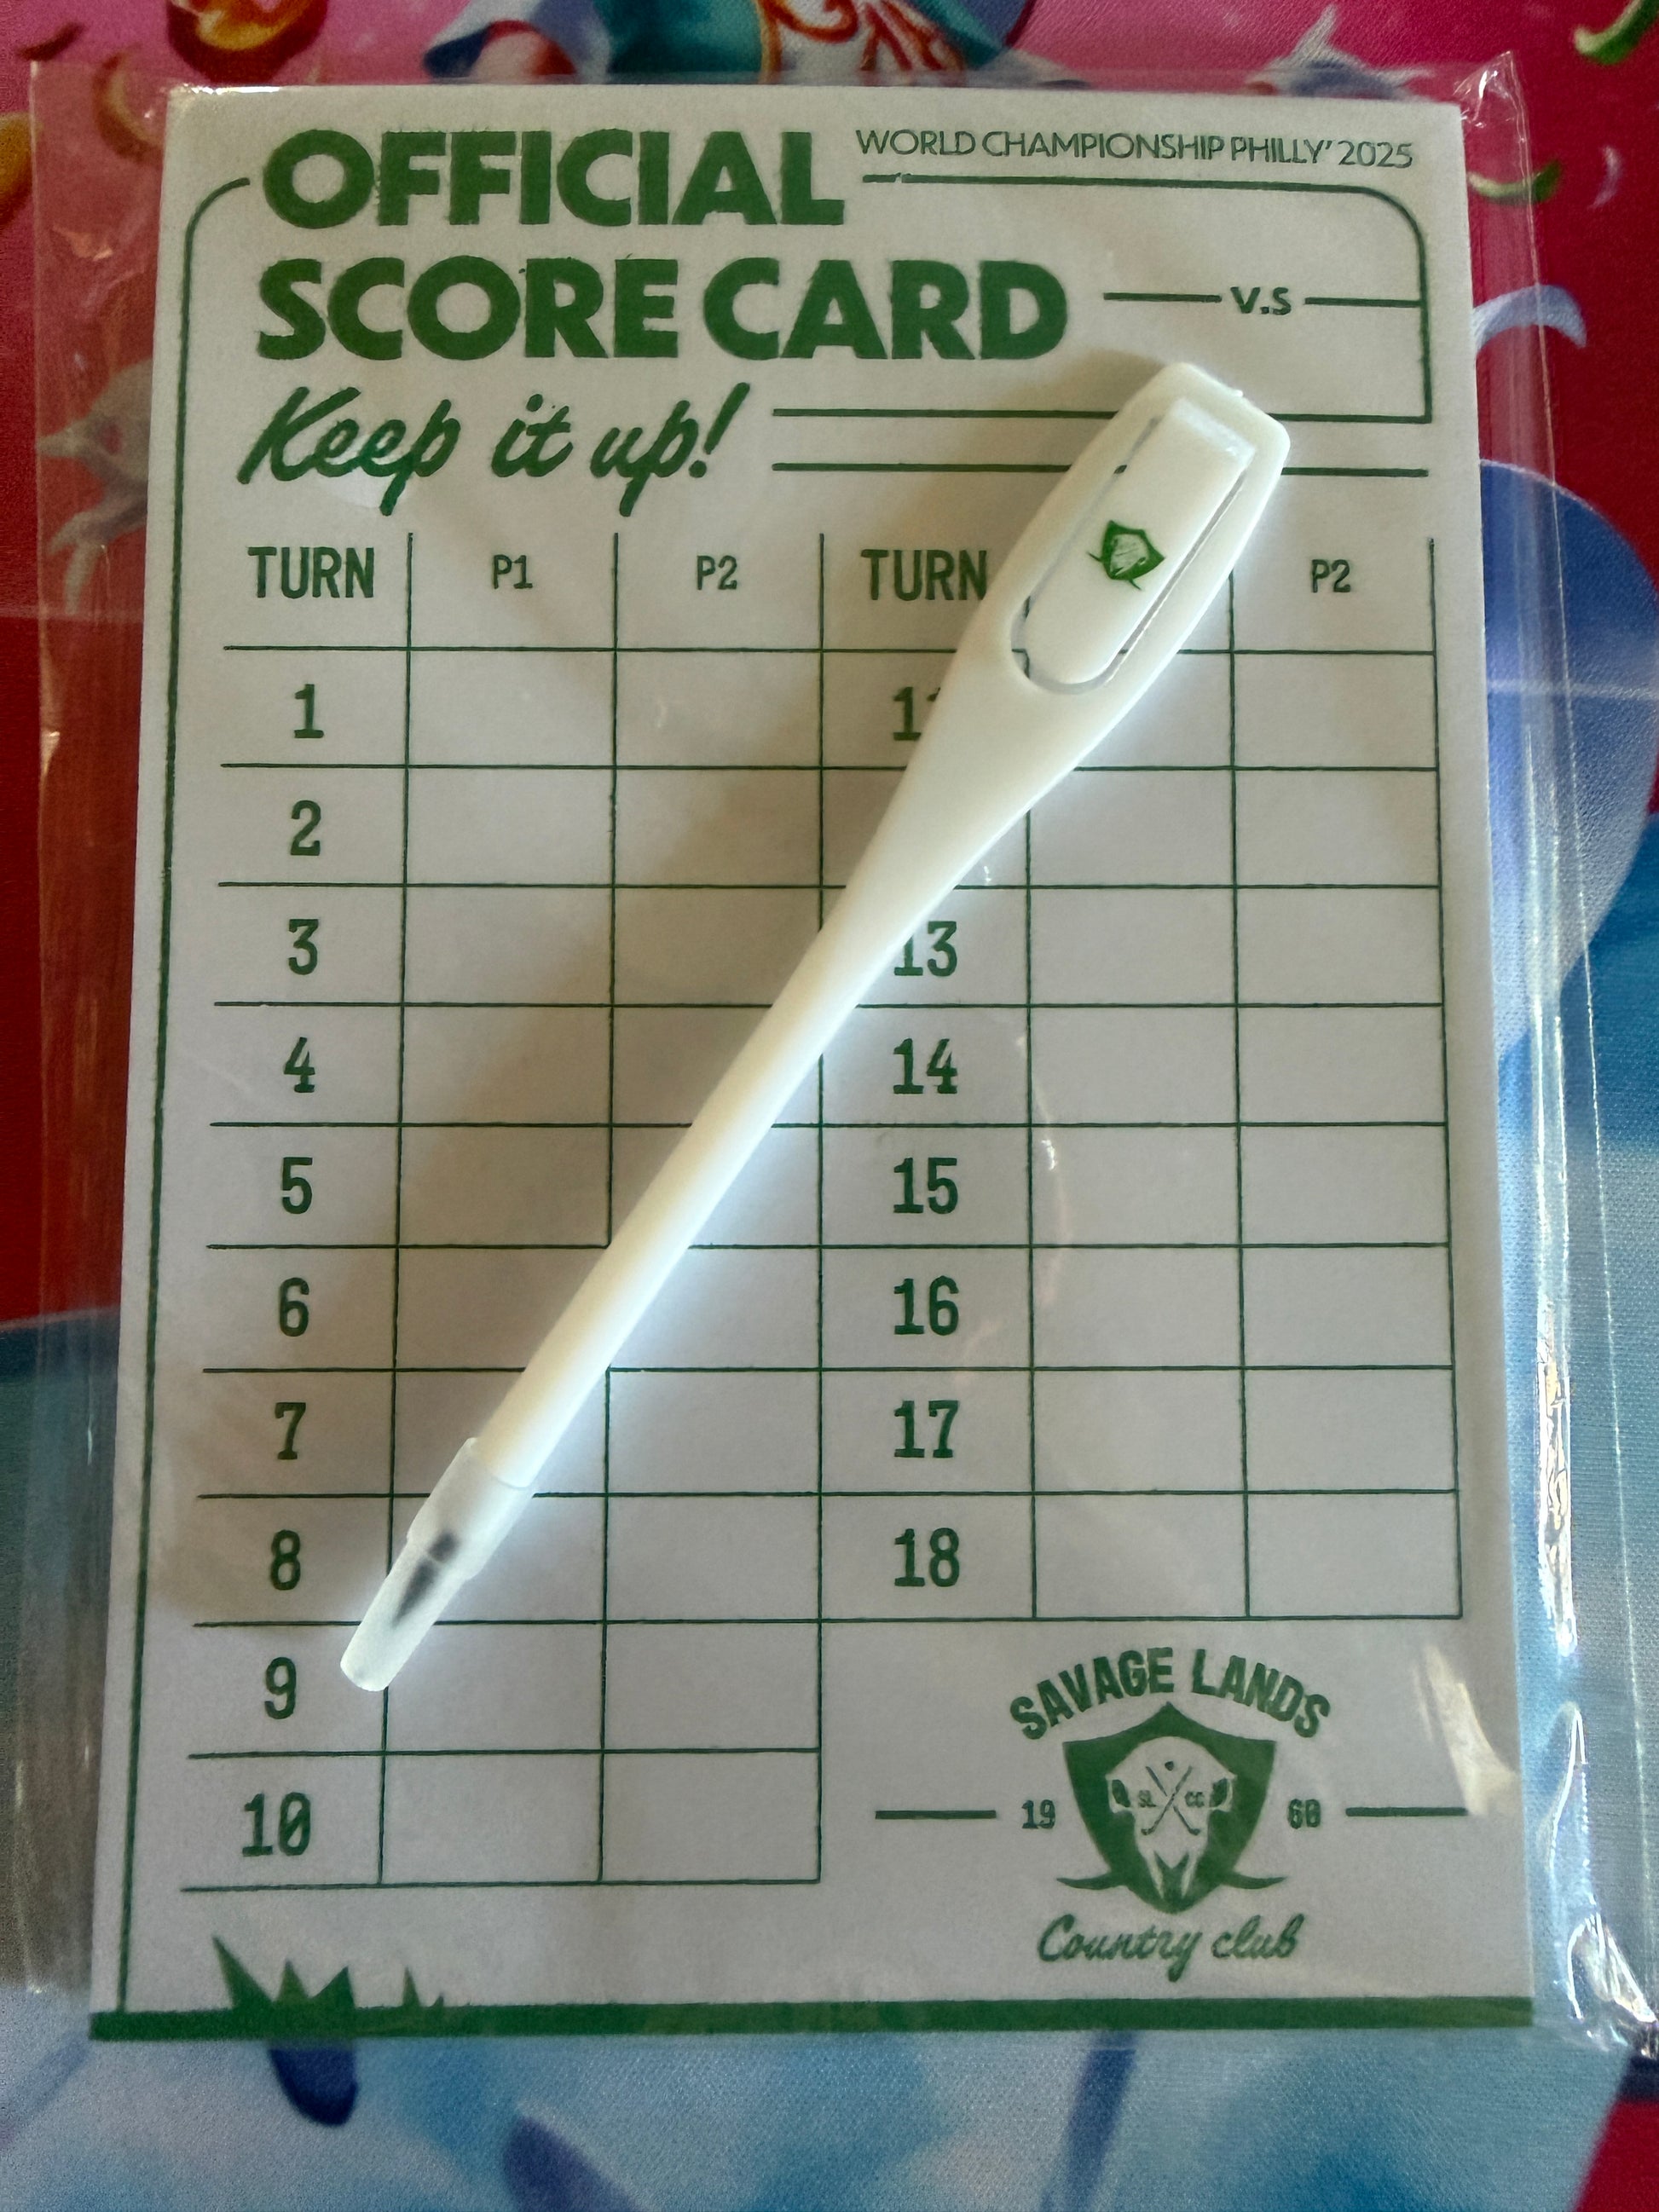 OFFICIAL WORLD CHAMPIONSHIP PHILLY' 2025
SCORE CARD V.S
Keep it up!
TURN P1 P2 TURN P2
1
2
3 13
4 14
5 15
6 16
7 17
8 18
9
10
SAVAGE LANDS
SL CC
19 60
Country club